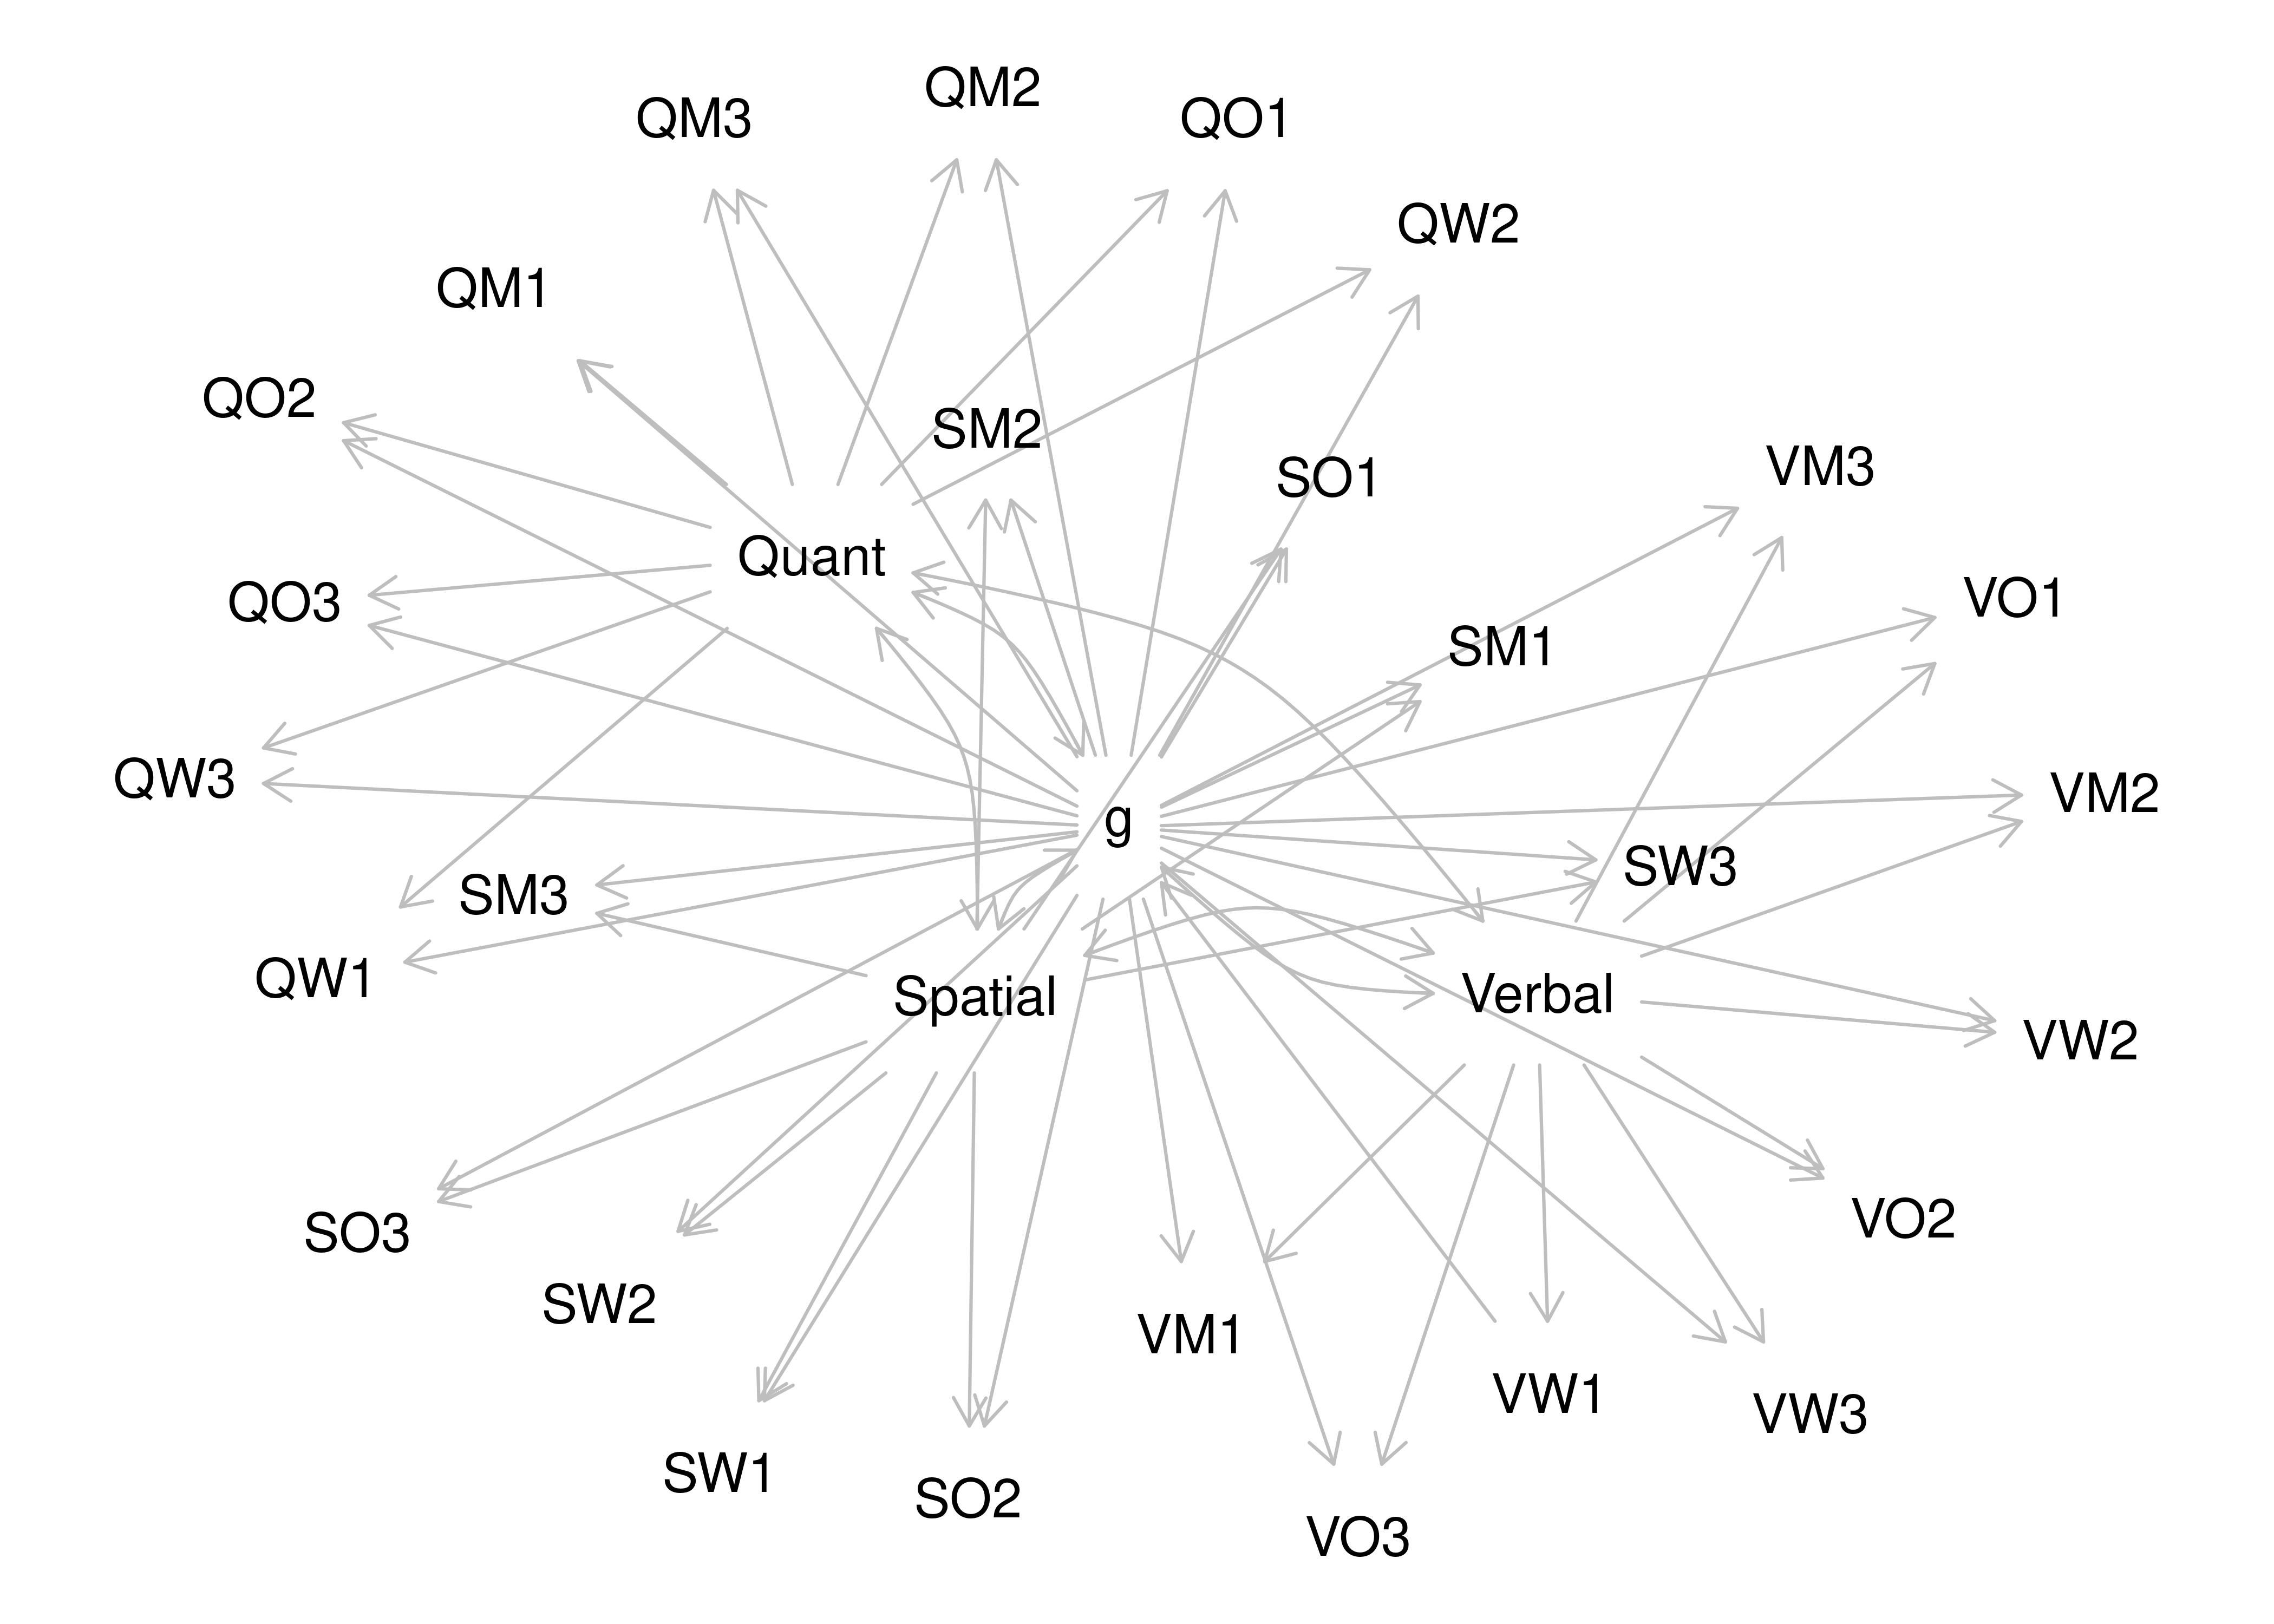 QM2
QM3
QO1
QW2
QM1
QO2
SM2
VM3
SO1
Quant
VO1
QO3
SM1
QW3
VM2
g
SW3
SM3
QW1
Spatial
Verbal
VW2
VO2
SO3
SW2
VM1
VW1
VW3
SW1
SO2
VO3